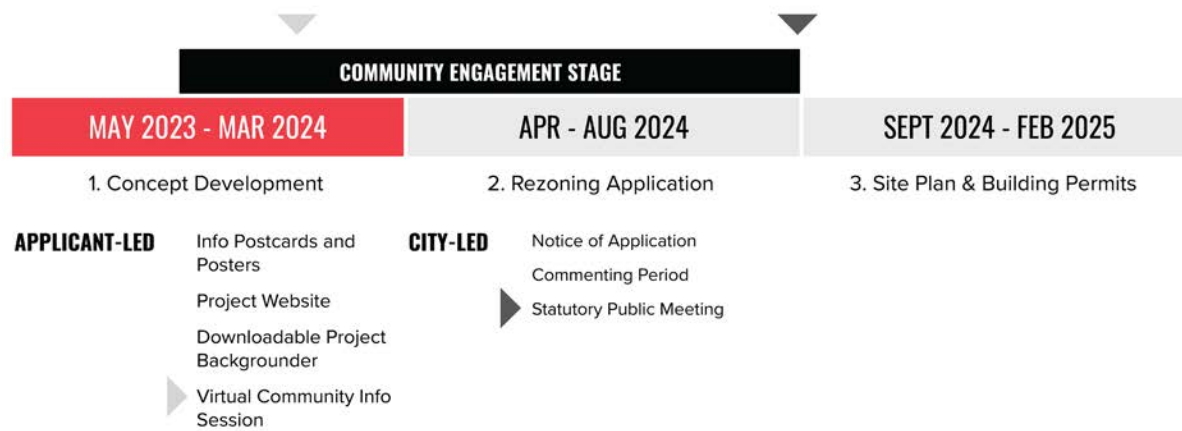 COMMUNITY ENGAGEMENT STAGE
MAY 2023 - MAR 2024
APR - AUG 2024
SEPT 2024 - FEB 2025
1. Concept Development
2. Rezoning Application
3. Site Plan & Building Permits
APPLICANT-LED
Info Postcards and
Posters
Project Website
Downloadable Project
Backgrounder
Virtual Community Info
Session
CITY-LED
Notice of Application
Commenting Period
Statutory Public Meeting